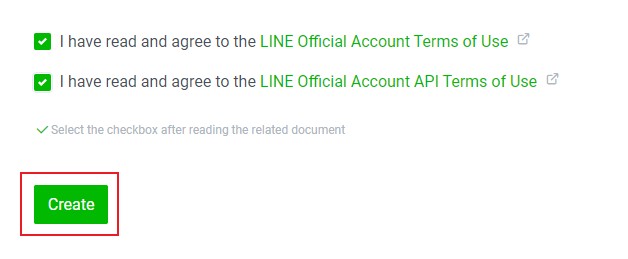 I have read and agree to the LINE Official Account Terms of Use
I have read and agree to the LINE Official Account API Terms of Use
Select the checkbox after reading the related document
Create